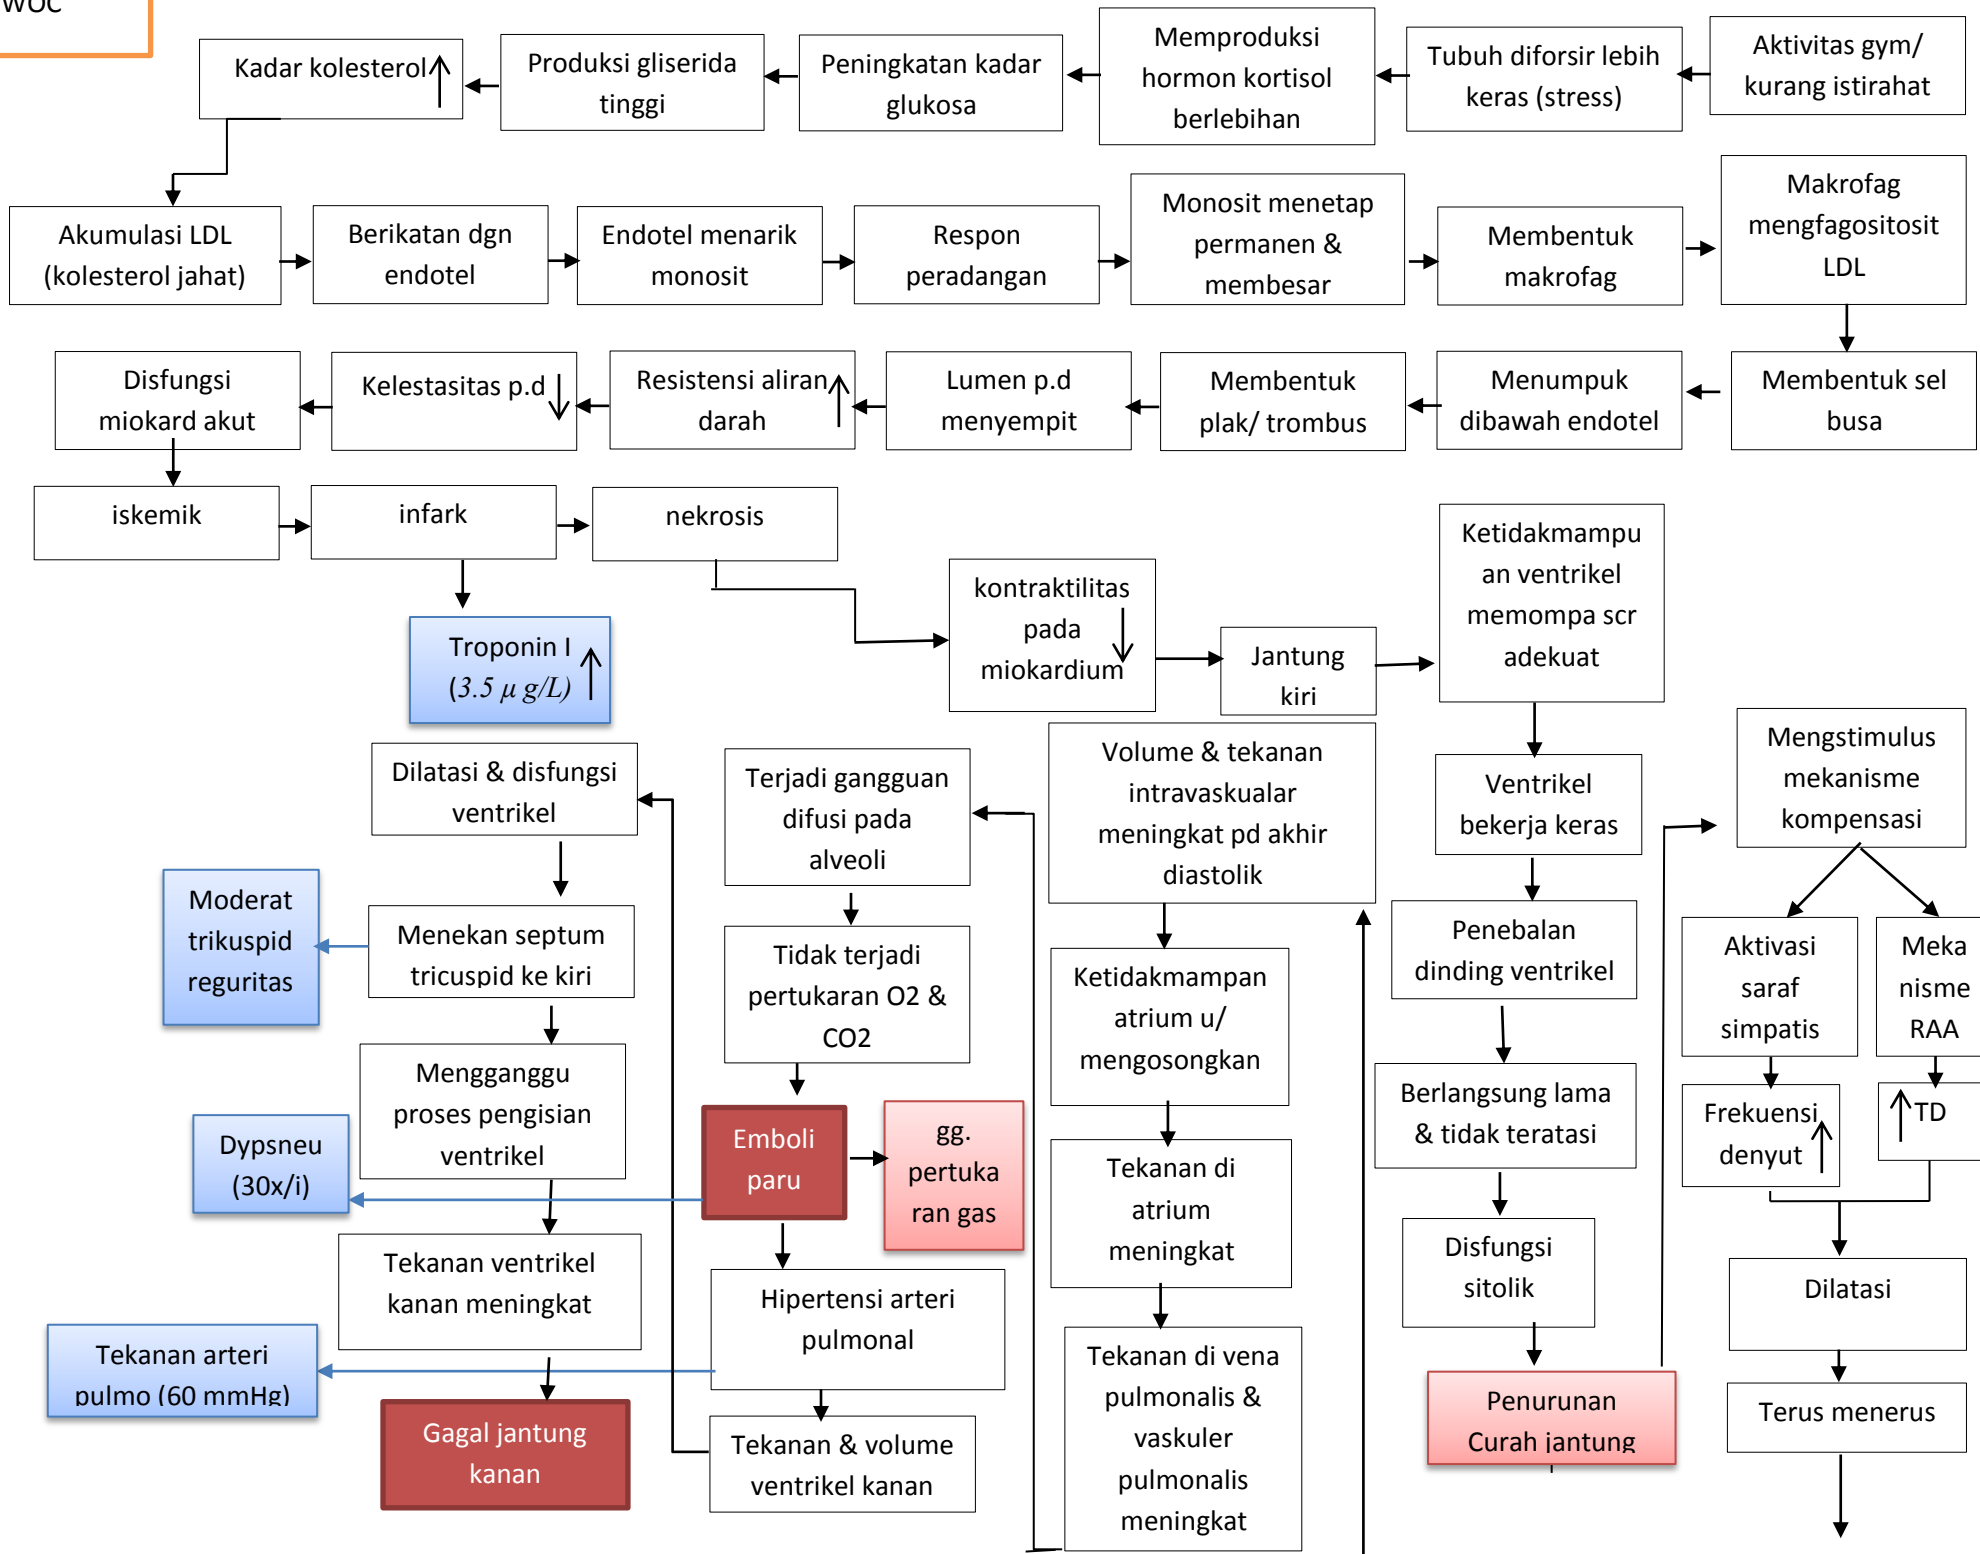 WOC
Kadar kolesterol ↑
Produksi gliserida
tinggi
Peningkatan kadar
glukosa
Memproduksi
hormon kortisol
berlebihan
Tubuh diforsir lebih
keras (stress)
Aktivitas gym/
kurang istirahat
Akumulasi LDL
(kolesterol jahat)
Berikatan dgn
endotel
Endotel menarik
monosit
Respon
peradangan
Monosit menetap
permanen &
membesar
Membentuk
makrofag
Makrofag
mengfagositosit
LDL
Disfungsi
miokard akut
Kelestasitas p.d ↓
Resistensi aliran ↑
darah
Lumen p.d
menyempit
Membentuk
plak/ trombus
Menumpuk
dibawah endotel
Membentuk sel
busa
iskemik
infark
nekrosis
Troponin I ↑
(3.5 µ g/L)
kontraktilitas
pada ↓
miokardium
Jantung
kiri
Ketidakmampu
an ventrikel
memompa scr
adekuat
Dilatasi & disfungsi
ventrikel
Terjadi gangguan
difusi pada
alveoli
Volume & tekanan
intravaskualar
meningkat pd akhir
diastolik
Ventrikel
bekerja keras
Mengstimulus
mekanisme
kompensasi
Moderat
trikuspid
reguritas
Menekan septum
tricuspid ke kiri
Tidak terjadi
pertukaran O2 &
CO2
Ketidakmampan
atrium u/
mengosongkan
Penebalan
dinding ventrikel
Aktivasi
saraf
simpatis
Meka
nisme
RAA
Mengganggu
proses pengisian
ventrikel
Dypsneu
(30x/i)
Emboli
paru
gg.
pertuka
ran gas
Tekanan di
atrium
meningkat
Berlangsung lama
& tidak teratasi
Frekuensi
denyut ↑
↑ TD
Tekanan ventrikel
kanan meningkat
Hipertensi arteri
pulmonal
Disfungsi
sitolik
Dilatasi
Tekanan arteri
pulmo (60 mmHg)
Tekanan di vena
pulmonalis &
vaskuler
pulmonalis
meningkat
Penurunan
Curah jantung
Terus menerus
Gagal jantung
kanan
Tekanan & volume
ventrikel kanan